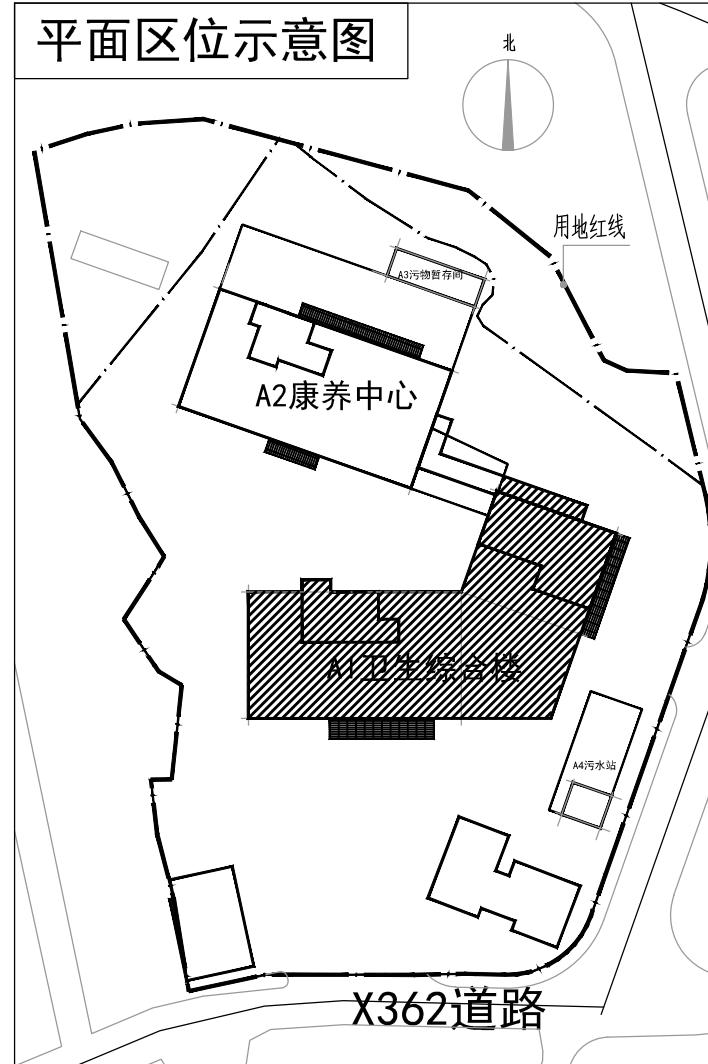 平面区位示意图
北
用地红线
A3污物暂存间
A2康养中心
A1卫生综合楼
A4污水站
X362道路